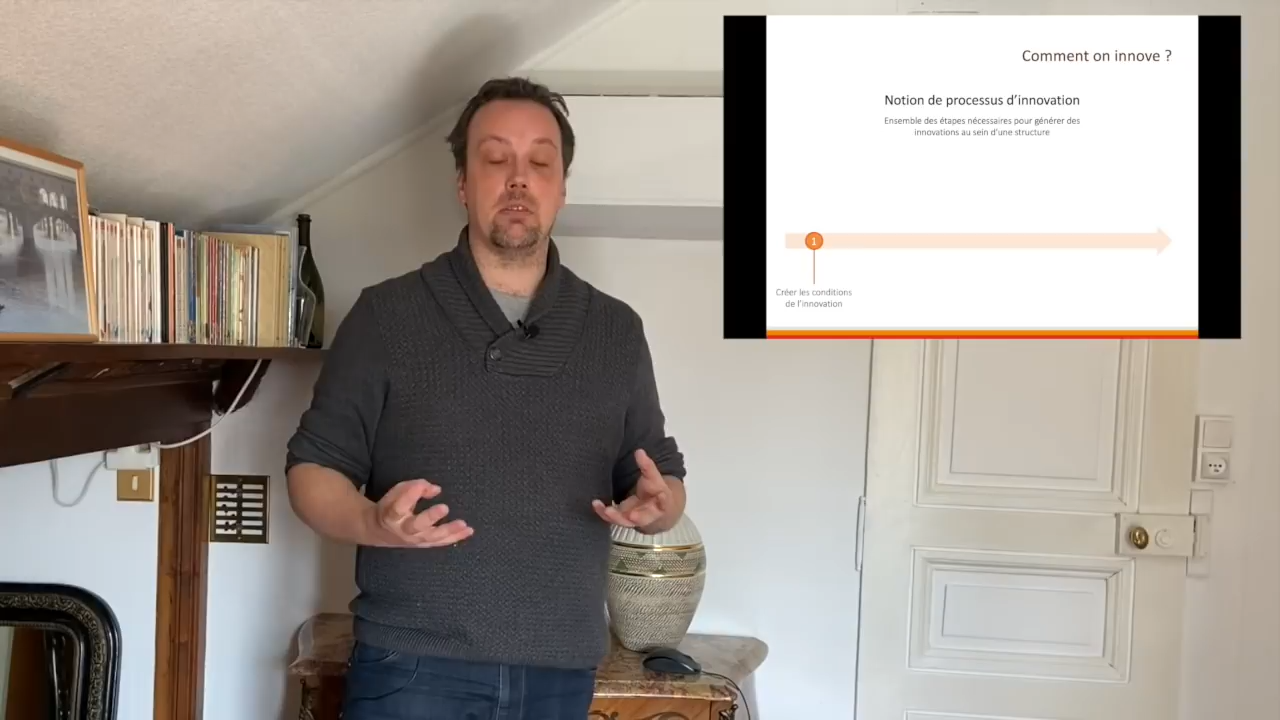 Comment on innove ?
Notion de processus d'innovation
Ensemble des étapes nécessaires pour générer des
innovations au sein d'une structure
1
Créer les conditions
de l'innovation